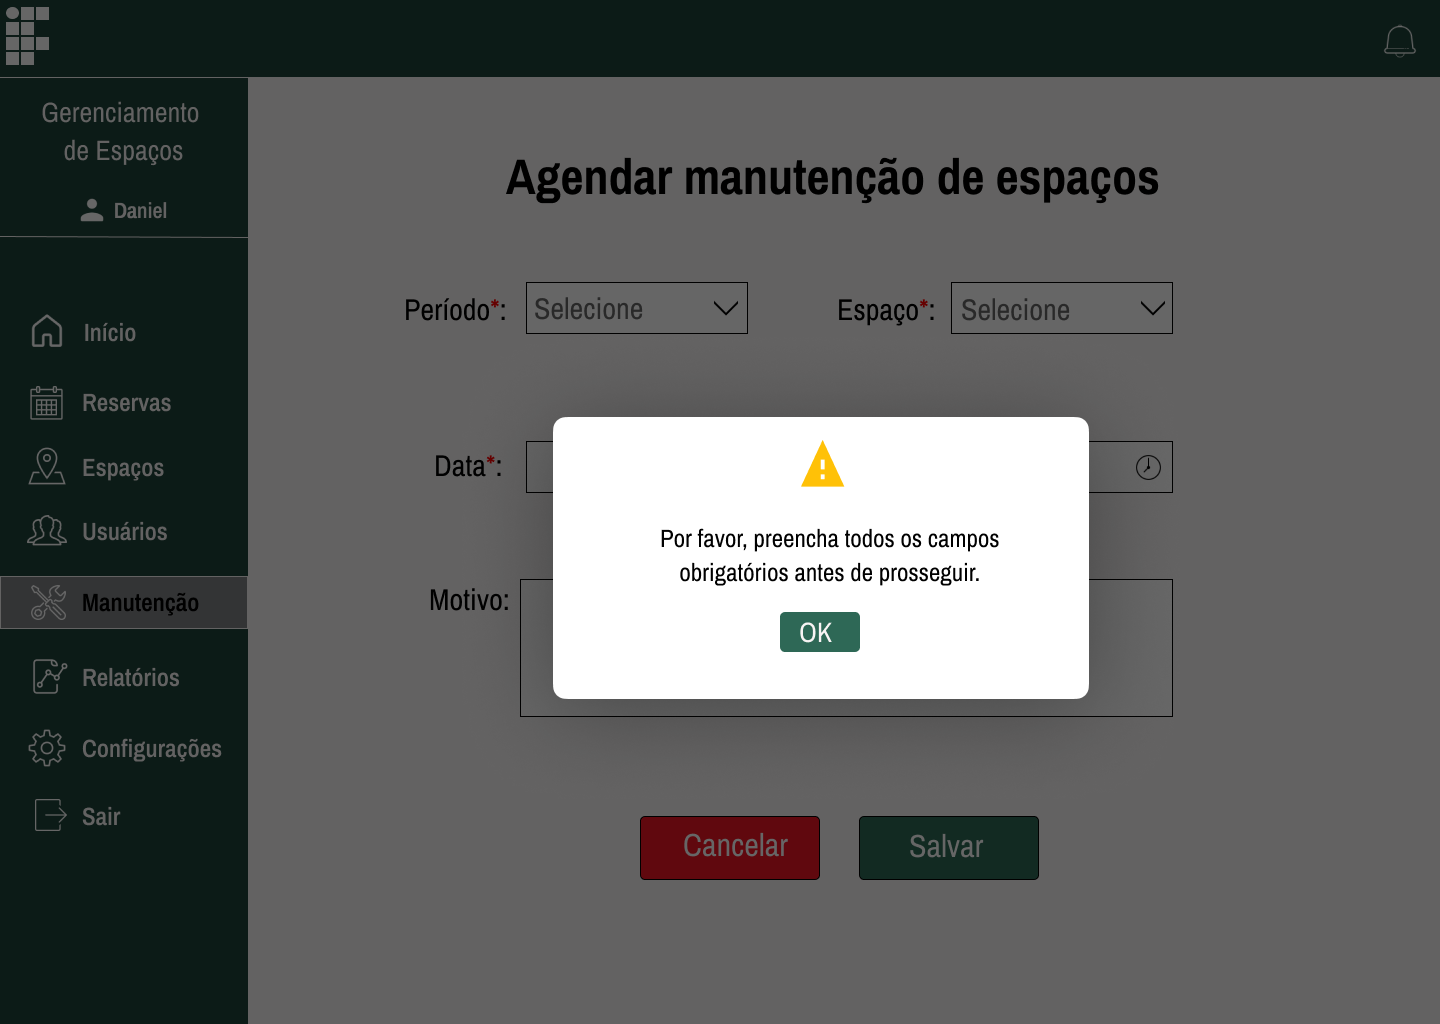 Gerenciamento
de Espaços
Daniel
Início
Reservas
Espaços
Usuários
Manutenção
Relatórios
Configurações
Sair
Agendar manutenção de espaços
Período*: Selecione
Espaço*: Selecione
Data*:
Motivo:
Por favor, preencha todos os campos
obrigatórios antes de prosseguir.
OK
Cancelar
Salvar